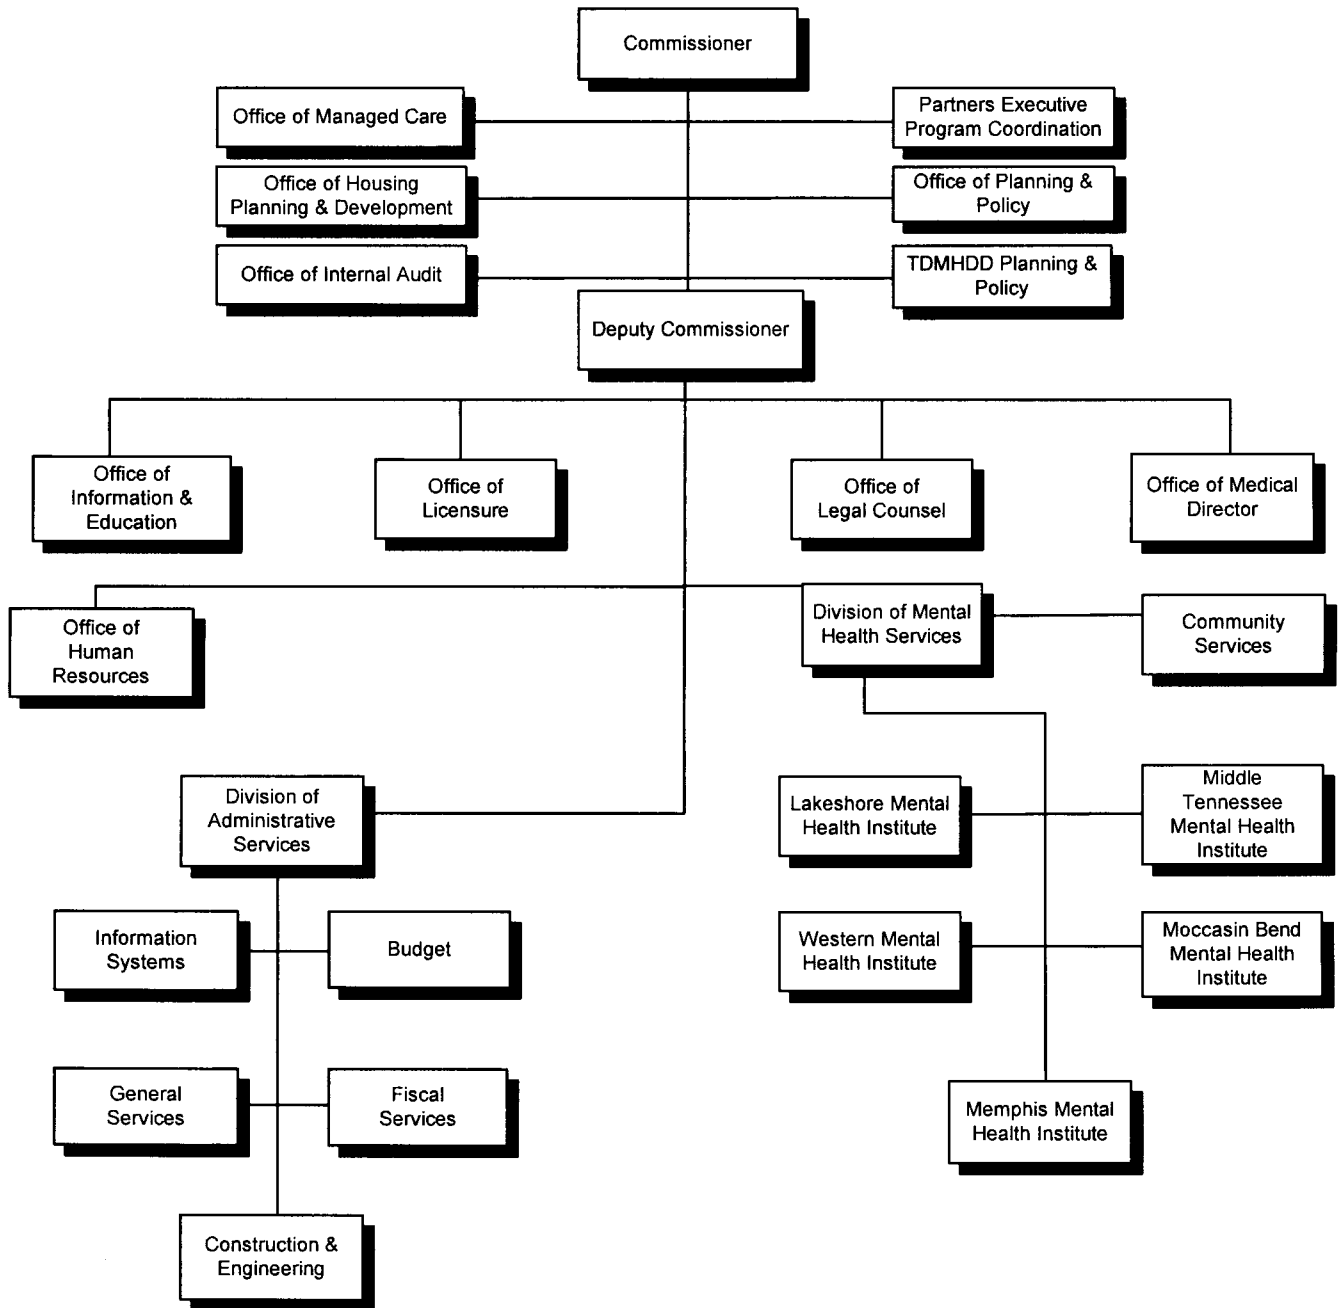 Commissioner
Office of Managed Care
Partners Executive
Program Coordination
Office of Housing
Planning & Development
Office of Planning &
Policy
Office of Internal Audit
TDMHDD Planning &
Policy
Deputy Commissioner
Office of
Information &
Education
Office of
Licensure
Office of
Legal Counsel
Office of Medical
Director
Office of
Human
Resources
Division of Mental
Health Services
Community
Services
Division of
Administrative
Services
Lakeshore Mental
Health Institute
Middle
Tennessee
Mental Health
Institute
Information
Systems
Budget
Western Mental
Health Institute
Moccasin Bend
Mental Health
Institute
General
Services
Fiscal
Services
Memphis Mental
Health Institute
Construction &
Engineering